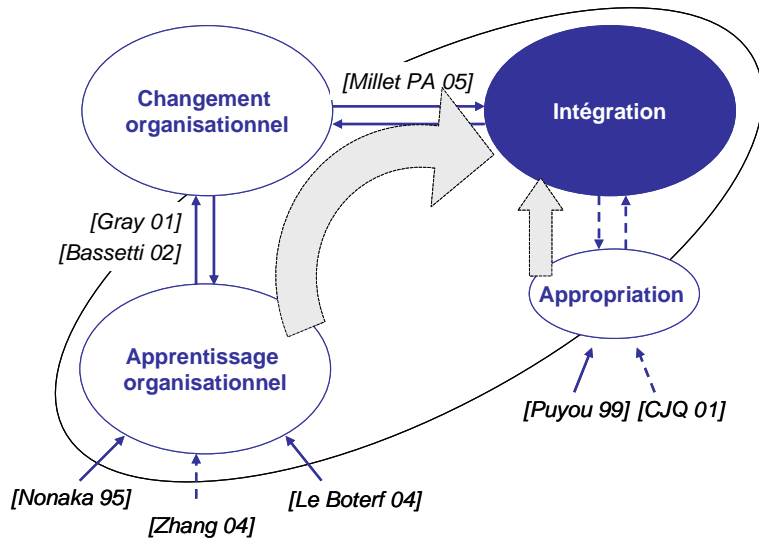 [Millet PA 05]
Changement
organisationnel
Intégration
[Gray 01]
[Bassetti 02]
Appropriation
Apprentissage
organisationnel
[Puyou 99] [CJQ 01]
[Nonaka 95]
[Le Boterf 04]
[Zhang 04]